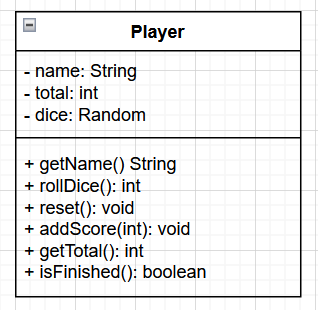 Player
- name: String
- total: int
- dice: Random
+ getName() String
+ rollDice(): int
+ reset(): void
+ addScore(int): void
+ getTotal(): int
+ isFinished(): boolean